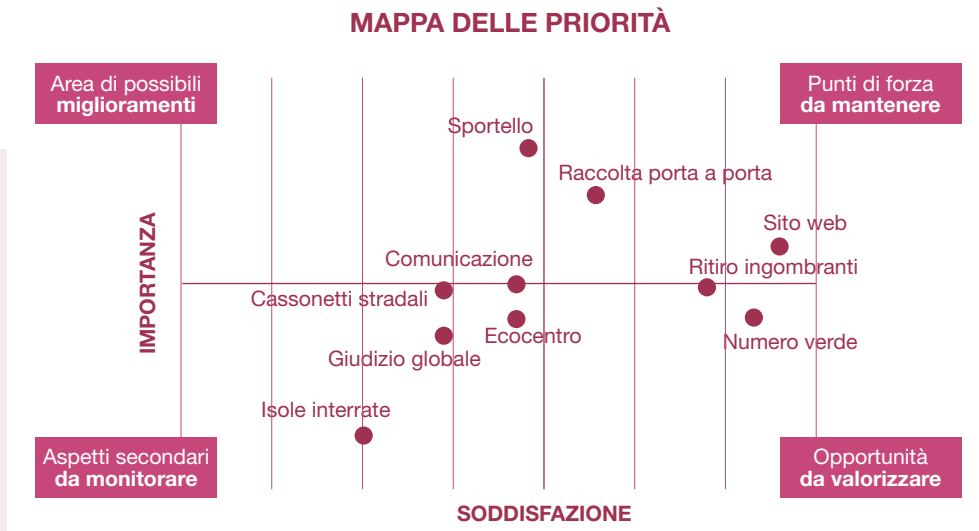 MAPPA DELLE PRIORITÀ
Area di possibili
miglioramenti
Punti di forza
da mantenere
Sportello
Raccolta porta a porta
Sito web
Comunicazione
Ritiro ingombranti
Cassonetti stradali
Ecocentro
Numero verde
Giudizio globale
Isole interrate
IMPORTANZA
Aspetti secondari
da monitorare
Opportunità
da valorizzare
SODDISFAZIONE